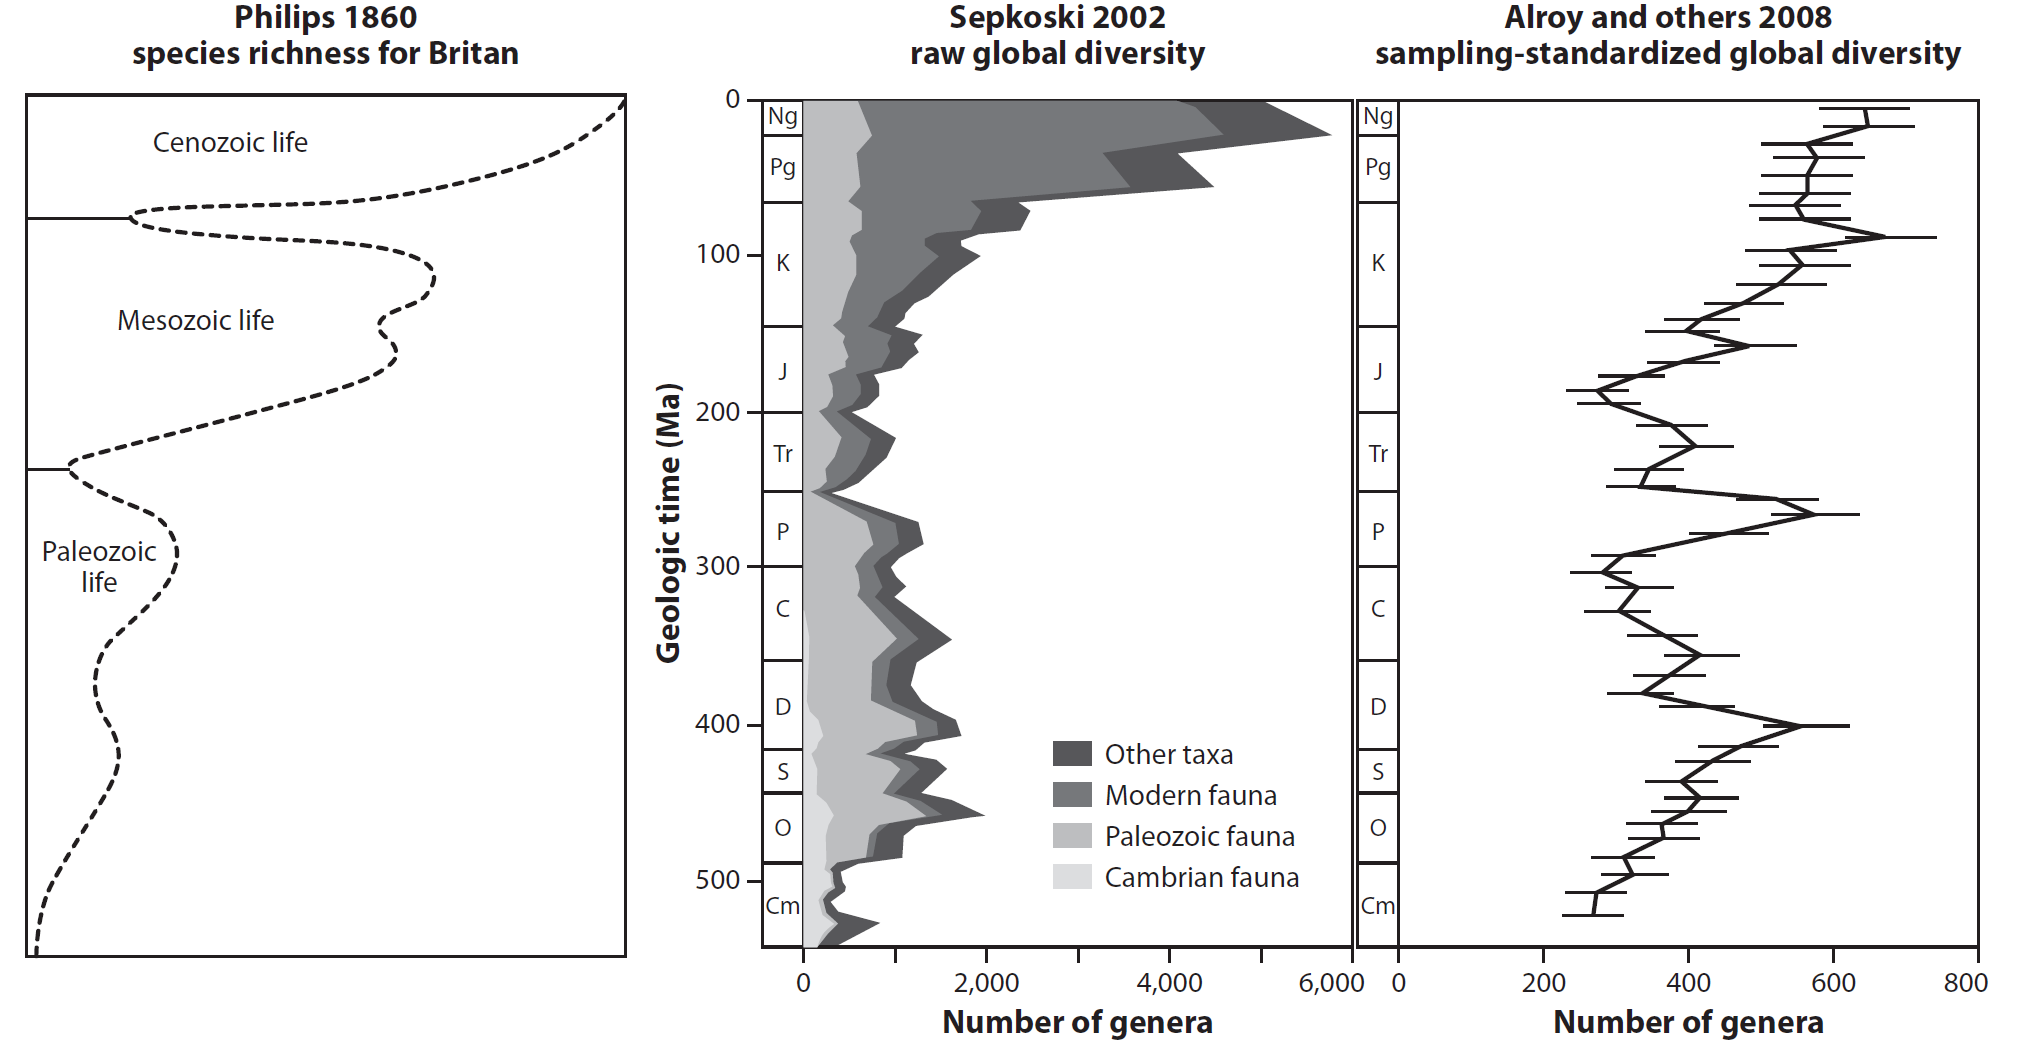 Philips 1860
species richness for Britan
Cenozoic life
Mesozoic life
Paleozoic
life
Sepkoski 2002
raw global diversity
Geologic time (Ma)
0
100
200
300
400
500
Ng
Pg
K
J
Tr
P
C
D
S
O
Cm
Other taxa
Modern fauna
Paleozoic fauna
Cambrian fauna
0 2,000 4,000 6,000
Number of genera
Alroy and others 2008
sampling-standardized global diversity
Ng
Pg
K
J
Tr
P
C
D
S
O
Cm
0 200 400 600 800
Number of genera